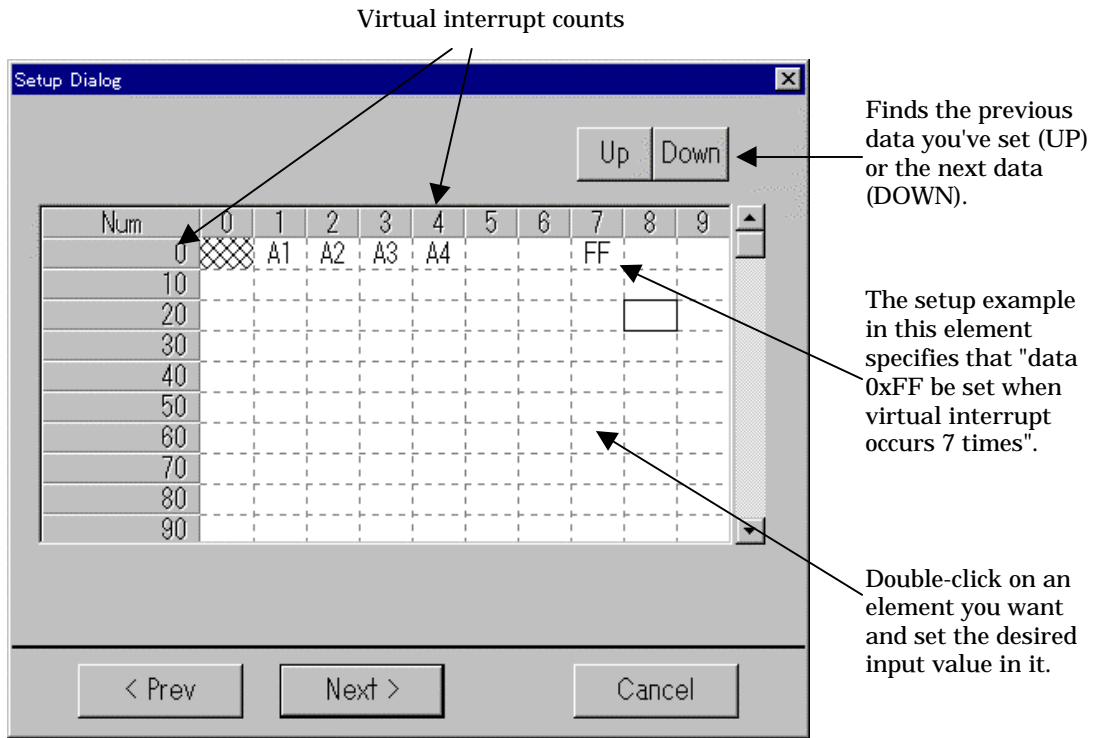 Virtual interrupt counts
Setup Dialog
Up Down
Finds the previous
data you've set (UP)
or the next data
(DOWN).
Num 0 1 2 3 4 5 6 7 8 9
0 A1 A2 A3 A4 FF
10
20
30
40
50
60
70
80
90
The setup example
in this element
specifies that "data
0xFF be set when
virtual interrupt
occurs 7 times".
Double-click on an
element you want
and set the desired
input value in it.
< Prev Next > Cancel